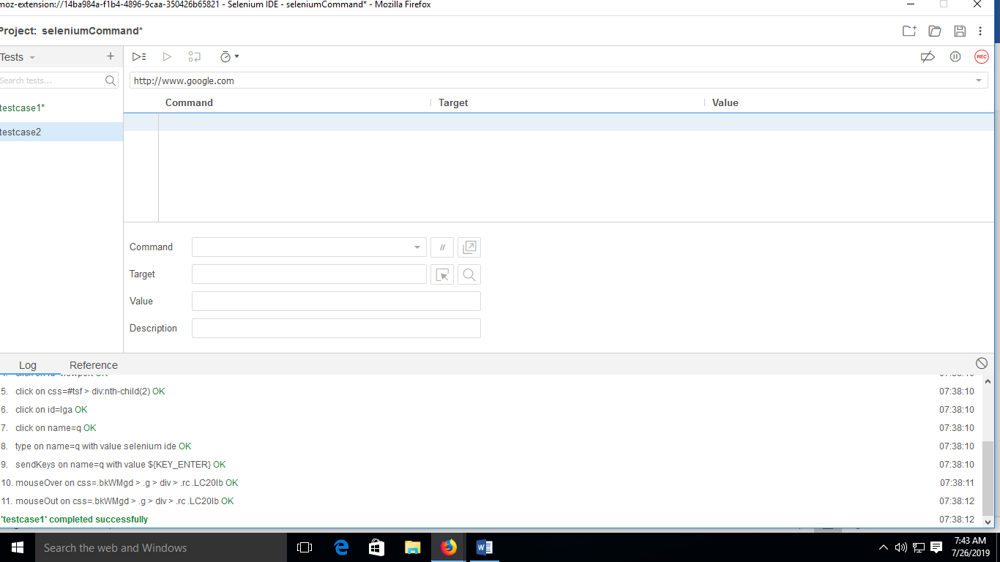 moz-extension://14ba984a-f1b4-4896-9caa-350426b65821 - Selenium IDE - seleniumCommand* - Mozilla Firefox
Project: seleniumCommand*
Tests
REC
Search tests...
http://www.google.com
Command Target Value
testcase1*
testcase2
Command
//
Target
Value
Description
Log Reference
5. click on css=#tsf > div:nth-child(2) OK 07:38:10
6. click on id=lga OK 07:38:10
7. click on name=q OK 07:38:10
8. type on name=q with value selenium ide OK 07:38:10
9. sendKeys on name=q with value ${KEY_ENTER} OK 07:38:10
10. mouseOver on css=.bkWMgd > .g > div > .rc .LC20lb OK 07:38:11
11. mouseOut on css=.bkWMgd > .g > div > .rc .LC20lb OK 07:38:12
'testcase1' completed successfully 07:38:12
Search the web and Windows
7:43 AM
7/26/2019